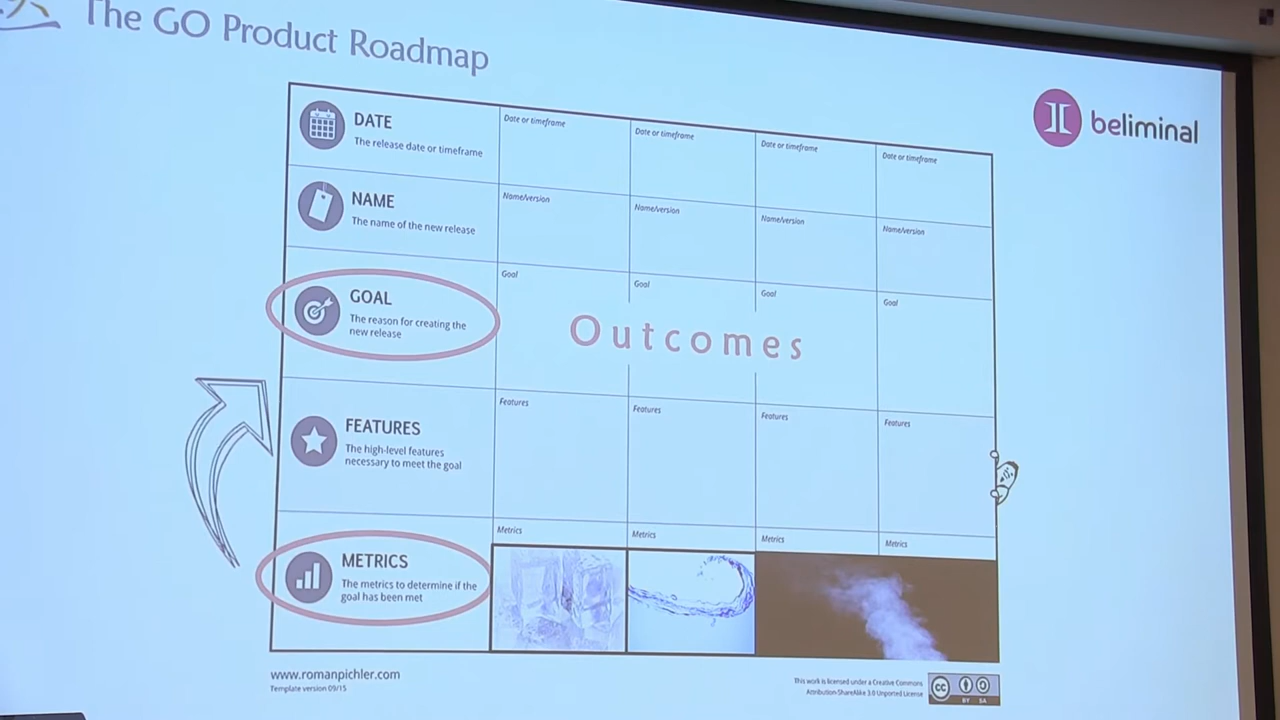 The GO Product Roadmap
beliminal
DATE
The release date or timeframe
Date or timeframe
Date or timeframe
Date or timeframe
Date or timeframe
NAME
The name of the new release
Name/version
Name/version
Name/version
Name/version
GOAL
The reason for creating the
new release
Goal
Goal
Goal
Goal
Outcomes
FEATURES
The high-level features
necessary to meet the goal
Features
Features
Features
Features
METRICS
The metrics to determine if the
goal has been met
Metrics
Metrics
Metrics
Metrics
www.romanpichler.com
Template version 09/15
This work is licensed under a Creative Commons
Attribution-ShareAlike 3.0 Unported License
cc
BY SA